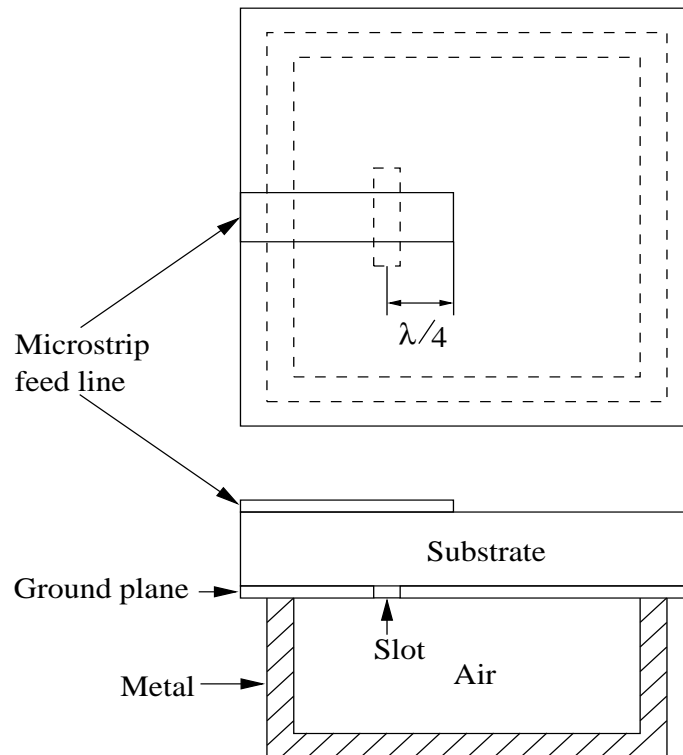 λ/4
Microstrip
feed line
Substrate
Ground plane
Slot
Air
Metal